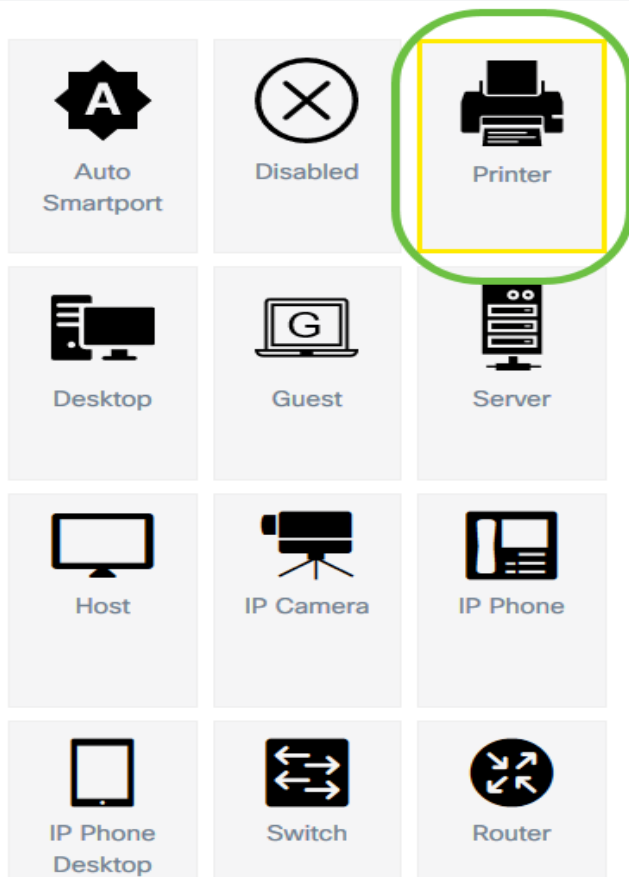 A
Auto
Smartport
Disabled
Printer
Desktop
G
Guest
Server
Host
IP Camera
IP Phone
IP Phone
Desktop
Switch
Router